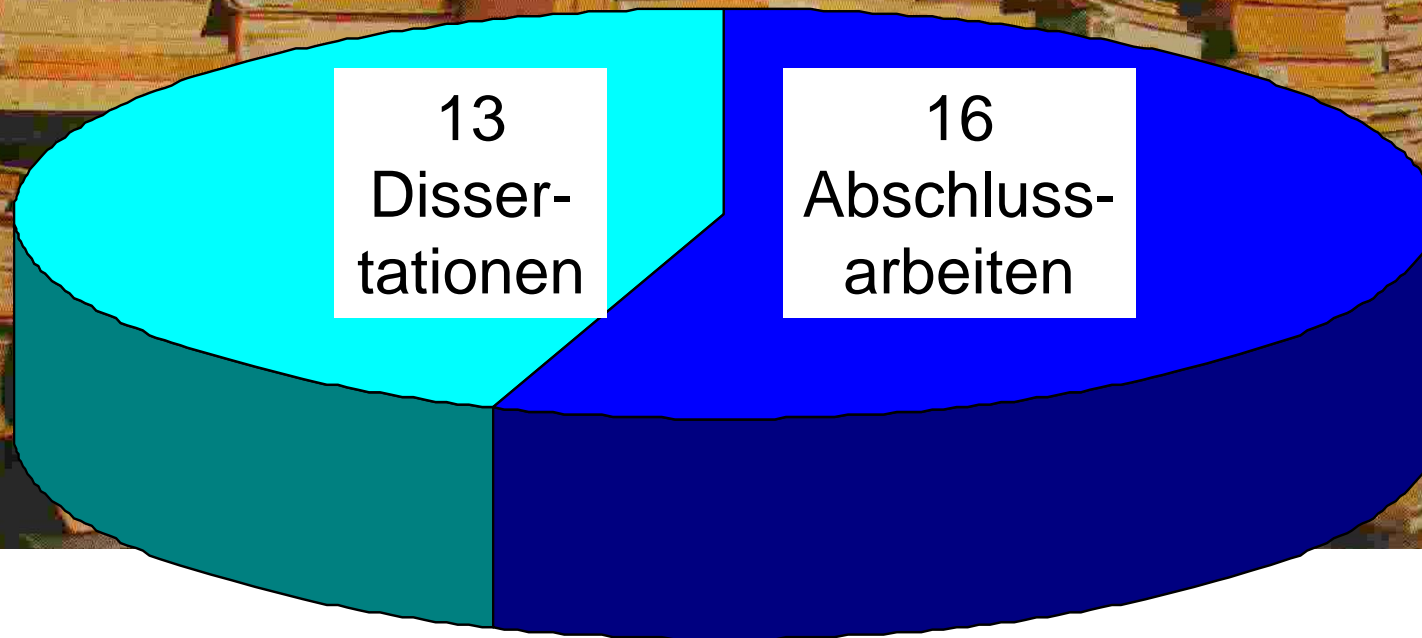 13
Disser-
tationen
16
Abschluss-
arbeiten